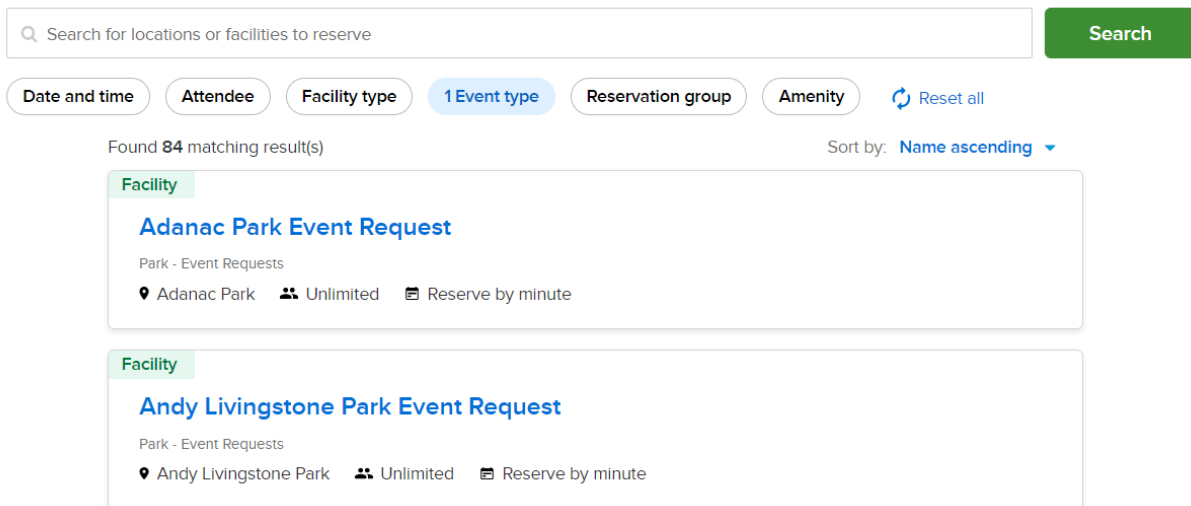 Search for locations or facilities to reserve
Search
Date and time
Attendee
Facility type
1 Event type
Reservation group
Amenity
Reset all
Found 84 matching result(s)
Sort by: Name ascending
Facility
Adanac Park Event Request
Park - Event Requests
Adanac Park Unlimited Reserve by minute
Facility
Andy Livingstone Park Event Request
Park - Event Requests
Andy Livingstone Park Unlimited Reserve by minute